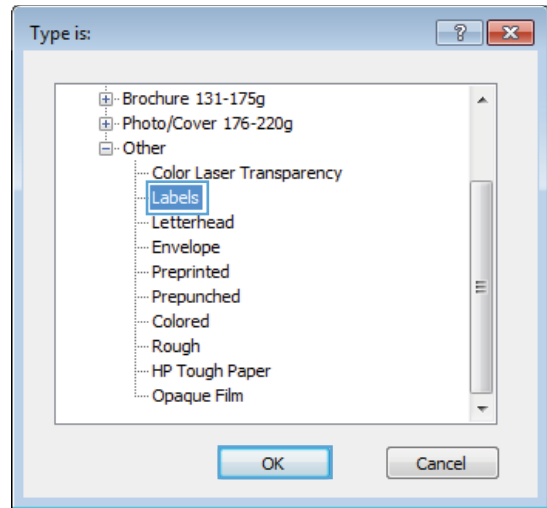 Type is:
Brochure 131-175g
Photo/Cover 176-220g
Other
Color Laser Transparency
Labels
Letterhead
Envelope
Preprinted
Prepunched
Colored
Rough
HP Tough Paper
Opaque Film
OK Cancel